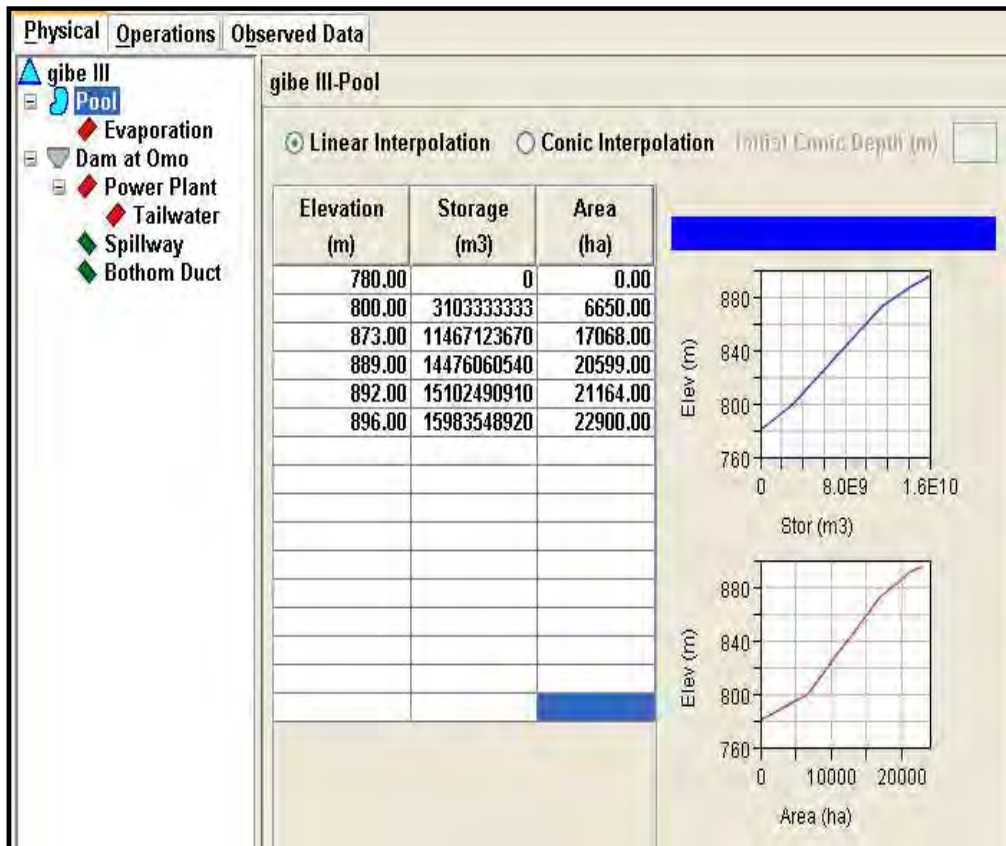 Physical Operations Observed Data
gibe III
Pool
Evaporation
Dam at Omo
Power Plant
Tailwater
Spillway
Bothom Duct
gibe III-Pool
Linear Interpolation Conic Interpolation Initial Conic Depth (m)
Elevation Storage Area
(m) (m3) (ha)
780.00 0 0.00
800.00 3103333333 6650.00
873.00 11467123670 17068.00
889.00 14476060540 20599.00
892.00 15102490910 21164.00
896.00 15983548920 22900.00
Elev (m)
880
840
800
760
0 8.0E9 1.6E10
Stor (m3)
Elev (m)
880
840
800
760
0 10000 20000
Area (ha)